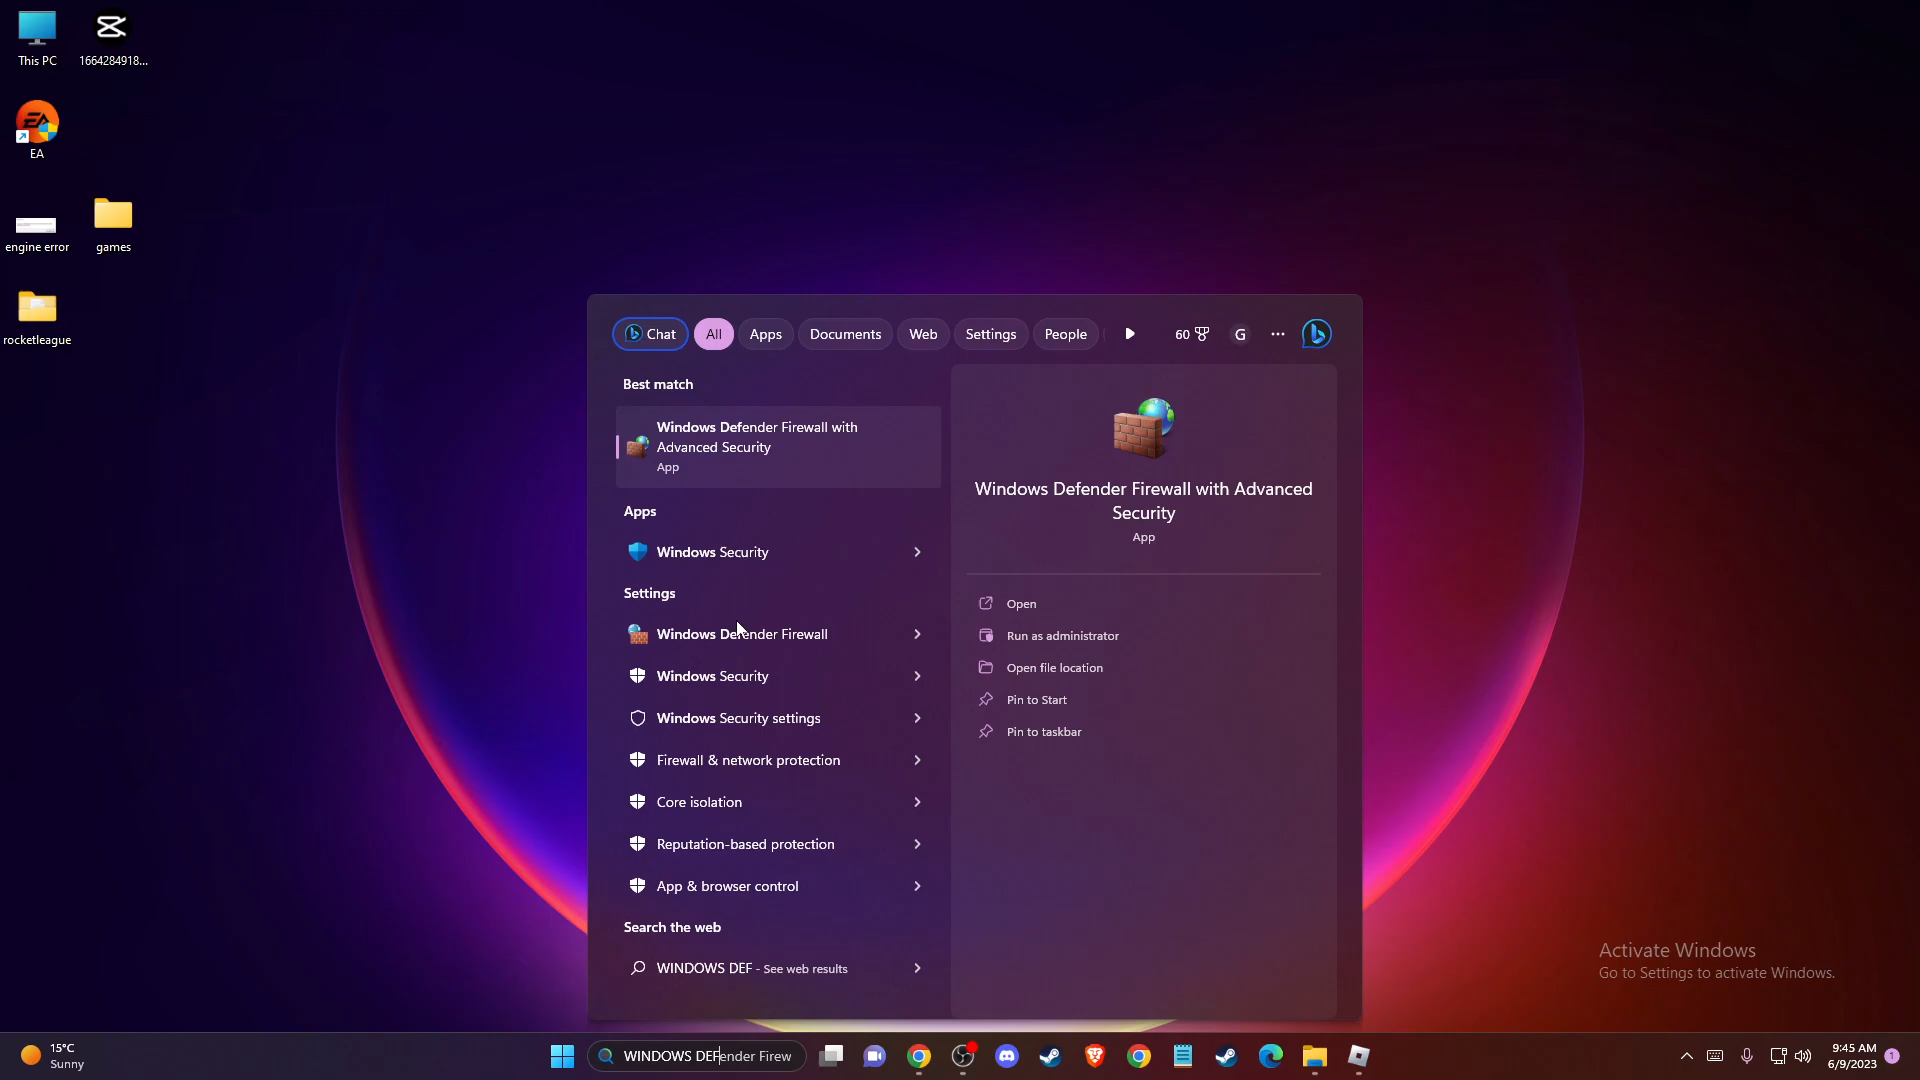 This PC
1664284918...
EA
EA
engine error
games
rocketleague
Chat
All
Apps
Documents
Web
Settings
People
60
G
Best match
Windows Defender Firewall with
Advanced Security
App
Apps
Windows Security
Settings
Windows Defender Firewall
Windows Security
Windows Security settings
Firewall & network protection
Core isolation
Reputation-based protection
App & browser control
Search the web
WINDOWS DEF - See web results
Windows Defender Firewall with Advanced
Security
App
Open
Run as administrator
Open file location
Pin to Start
Pin to taskbar
Activate Windows
Go to Settings to activate Windows.
15°C
Sunny
WINDOWS DEFender Firew
9:45 AM
6/9/2023
1